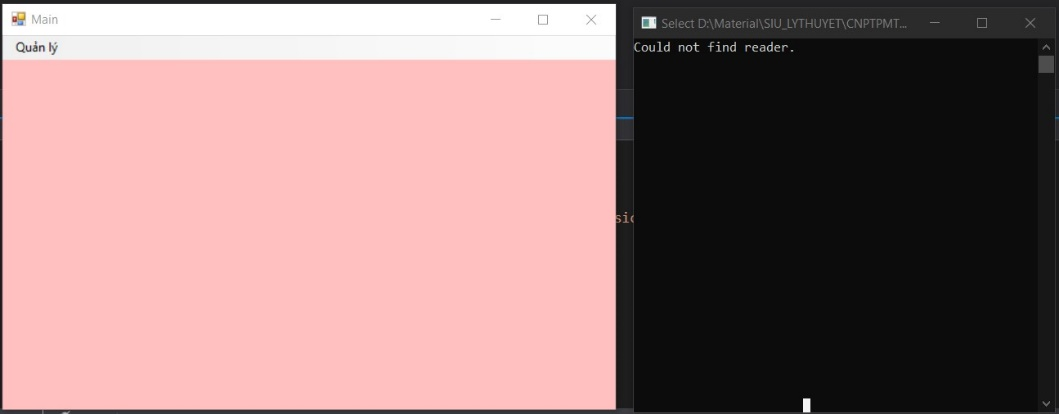 Main
Quản lý
Select D:\Material\SIU_LYTHUYET\CNPTPMT...
Could not find reader.